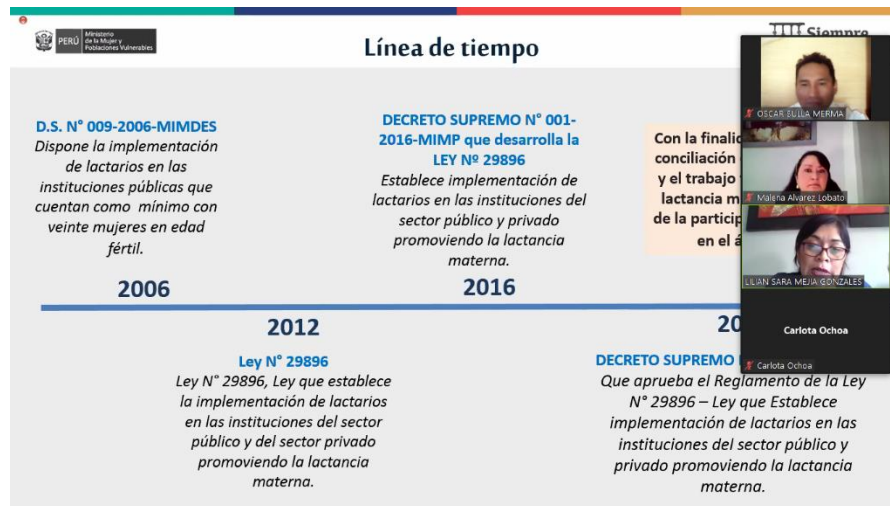 PERÚ
Ministerio
de la Mujer y
Poblaciones Vulnerables
Línea de tiempo
Siempre
D.S. N° 009-2006-MIMDES
Dispone la implementación
de lactarios en las
instituciones públicas que
cuentan como mínimo con
veinte mujeres en edad
fértil.
2006
DECRETO SUPREMO N° 001-
2016-MIMP que desarrolla la
LEY Nº 29896
Establece implementación de
lactarios en las instituciones del
sector público y privado
promoviendo la lactancia
materna.
2016
Con la
conciliación
y el trabajo
lactancia
de la
en el
OSCAR SULLA MERMA
Malena Alvarez Lobato
LILIAN SARA MEJIA GONZALES
Carlota Ochoa
Carlota Ochoa
2012
Ley N° 29896
Ley N° 29896, Ley que establece
la implementación de lactarios
en las instituciones del sector
público y del sector privado
promoviendo la lactancia
materna.
20
DECRETO SUPREMO
Que aprueba el Reglamento de la Ley
N° 29896 – Ley que Establece
implementación de lactarios en las
instituciones del sector público y
privado promoviendo la lactancia
materna.